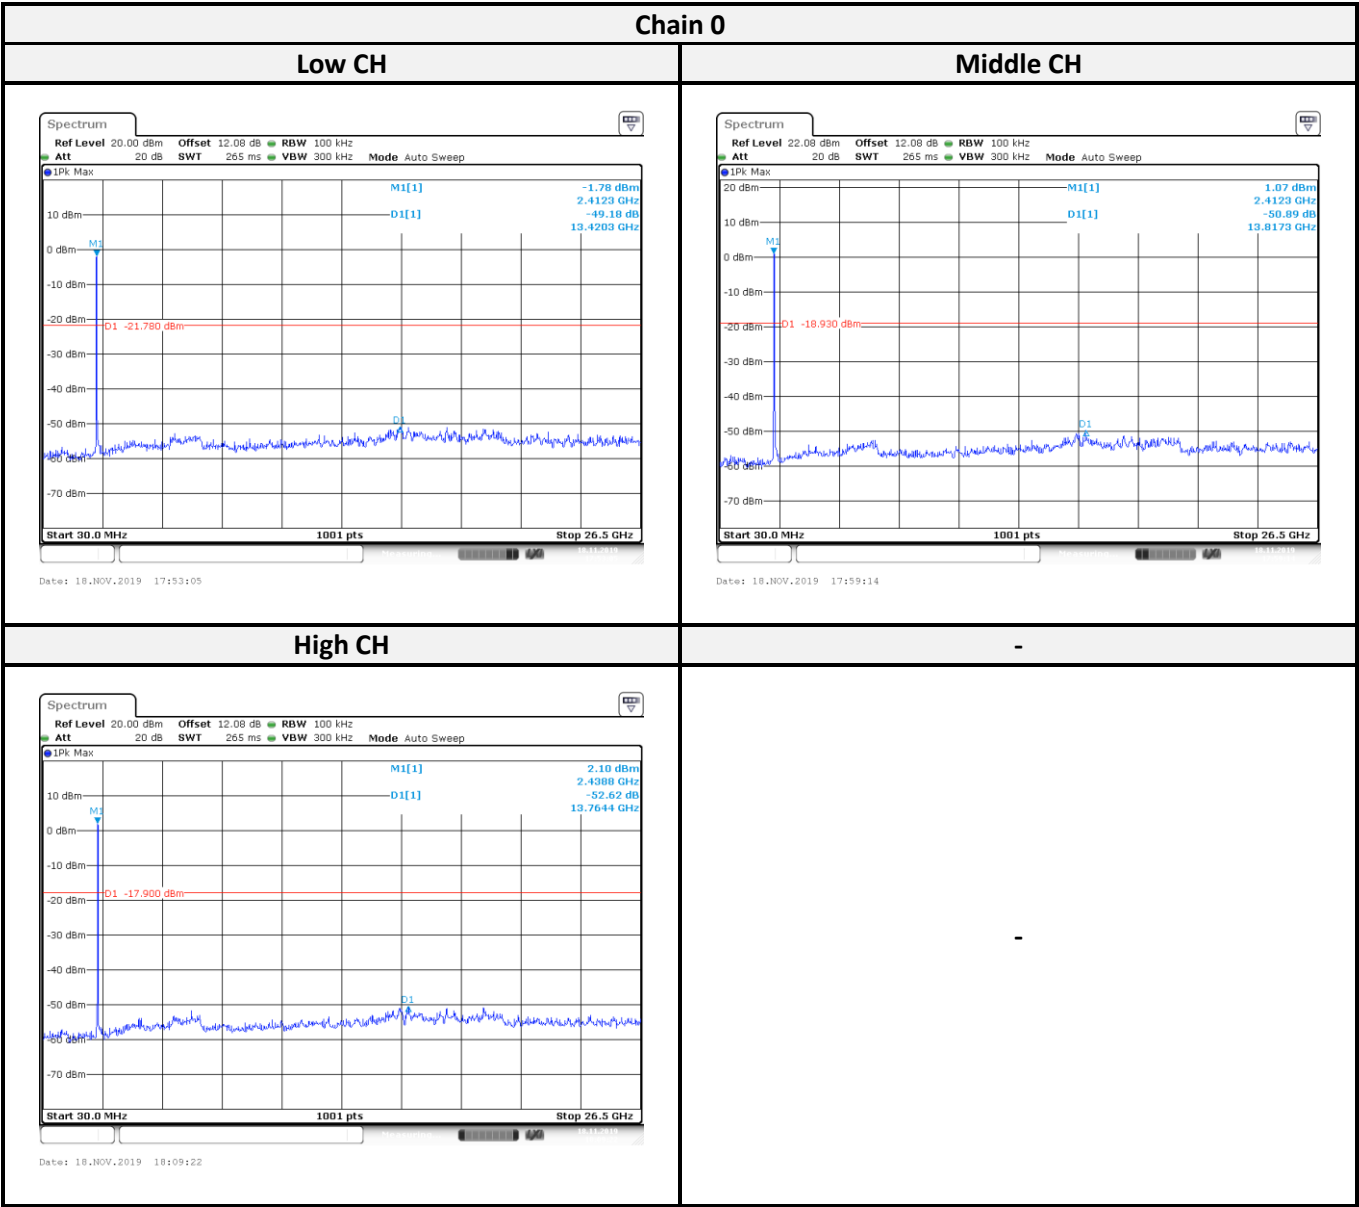 Chain 0
Low CH
Middle CH
Spectrum
Ref Level 20.00 dBm Offset 12.08 dB RBW 100 kHz
Att 20 dB SWT 265 ms VBW 300 kHz Mode Auto Sweep
1Pk Max
M1[1] -1.78 dBm
2.4123 GHz
10 dBm
D1[1] -49.18 dB
13.4203 GHz
M1
0 dBm
-10 dBm
-20 dBm
D1 -21.780 dBm
-30 dBm
-40 dBm
D1
-50 dBm
-60 dBm
-70 dBm
Start 30.0 MHz 1001 pts Stop 26.5 GHz
Date: 18.NOV.2019 17:53:05
Spectrum
Ref Level 22.08 dBm Offset 12.08 dB RBW 100 kHz
Att 20 dB SWT 265 ms VBW 300 kHz Mode Auto Sweep
1Pk Max
20 dBm
M1[1] 1.07 dBm
2.4123 GHz
D1[1] -50.89 dB
10 dBm
13.8173 GHz
M1
0 dBm
-10 dBm
-20 dBm
D1 -18.930 dBm
-30 dBm
-40 dBm
D1
-50 dBm
-60 dBm
-70 dBm
Start 30.0 MHz 1001 pts Stop 26.5 GHz
Date: 18.NOV.2019 17:59:14
High CH
-
Spectrum
Ref Level 20.00 dBm Offset 12.08 dB RBW 100 kHz
Att 20 dB SWT 265 ms VBW 300 kHz Mode Auto Sweep
1Pk Max
M1[1] 2.10 dBm
2.4388 GHz
10 dBm
D1[1] -52.62 dB
13.7644 GHz
M1
0 dBm
-10 dBm
D1 -17.900 dBm
-20 dBm
-30 dBm
-40 dBm
D1
-50 dBm
-60 dBm
-70 dBm
Start 30.0 MHz 1001 pts Stop 26.5 GHz
Date: 18.NOV.2019 18:09:22
-